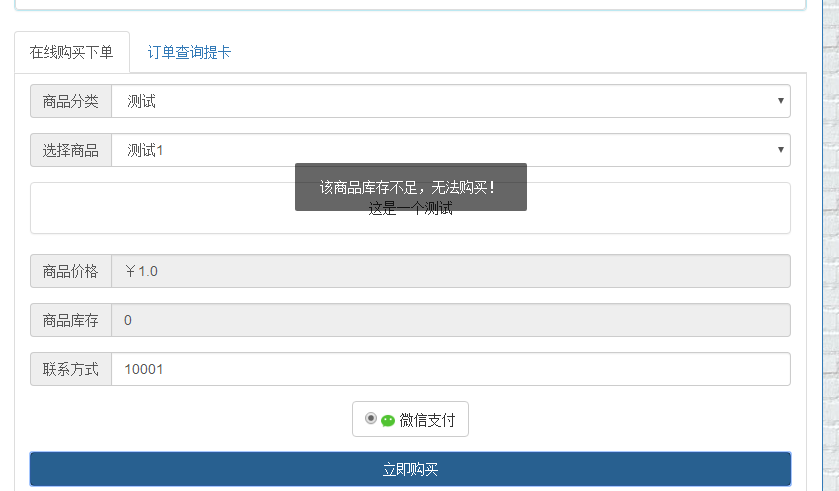 在线购买下单 订单查询提卡
商品分类 测试
选择商品 测试1
该商品库存不足，无法购买！
这是一个测试
商品价格 ￥1.0
商品库存 0
联系方式 10001
微信支付
立即购买